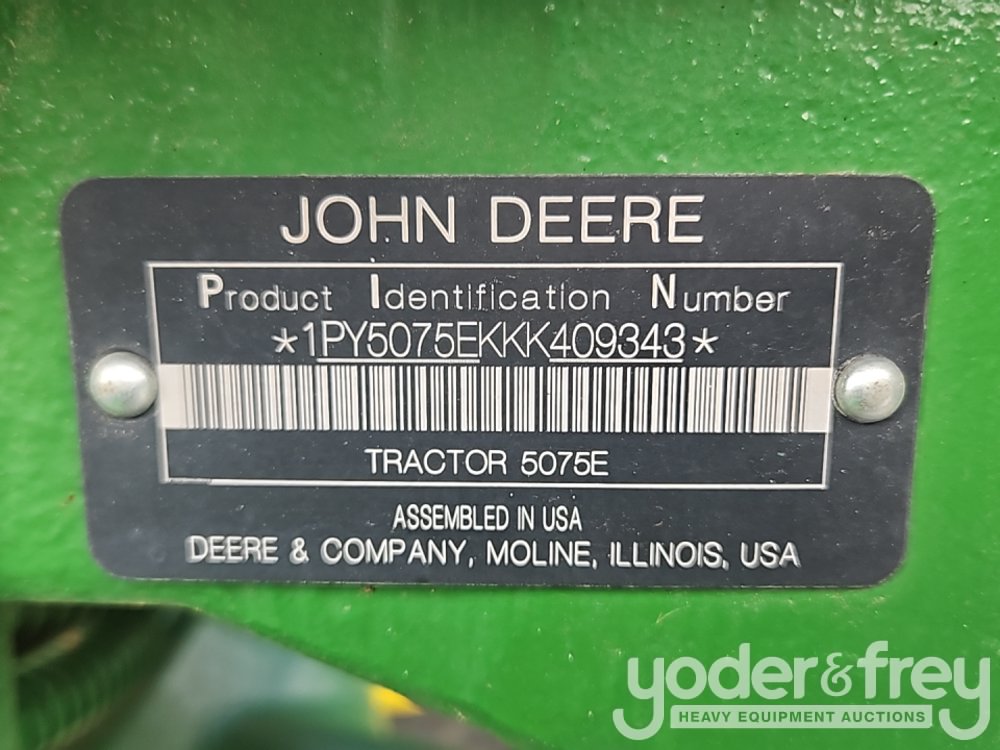 JOHN DEERE
Product Identification Number
*1PY5075EKKK409343*
TRACTOR 5075E
ASSEMBLED IN USA
DEERE & COMPANY, MOLINE, ILLINOIS, USA
yoder&frey
HEAVY EQUIPMENT AUCTIONS